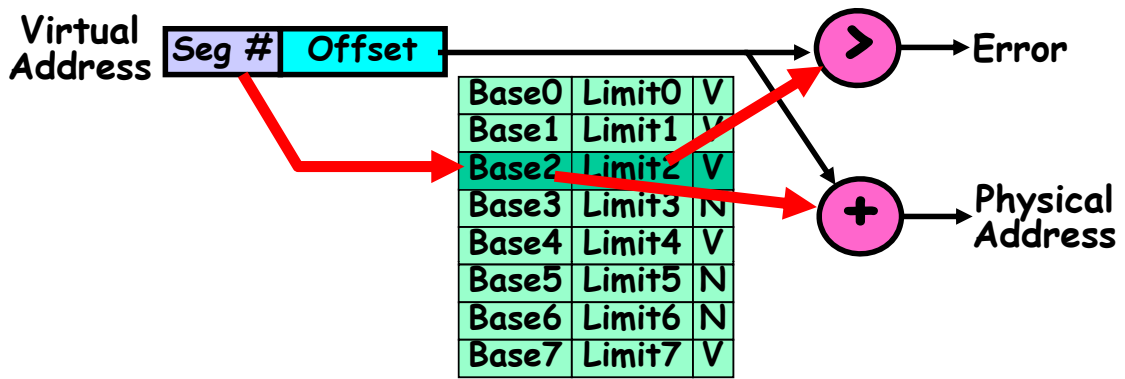 Virtual
Address
Seg # Offset
> Error
Base0 Limit0 V
Base1 Limit1 V
Base2 Limit2 V
Base3 Limit3 N
Base4 Limit4 V
Base5 Limit5 N
Base6 Limit6 N
Base7 Limit7 V
+
Physical
Address